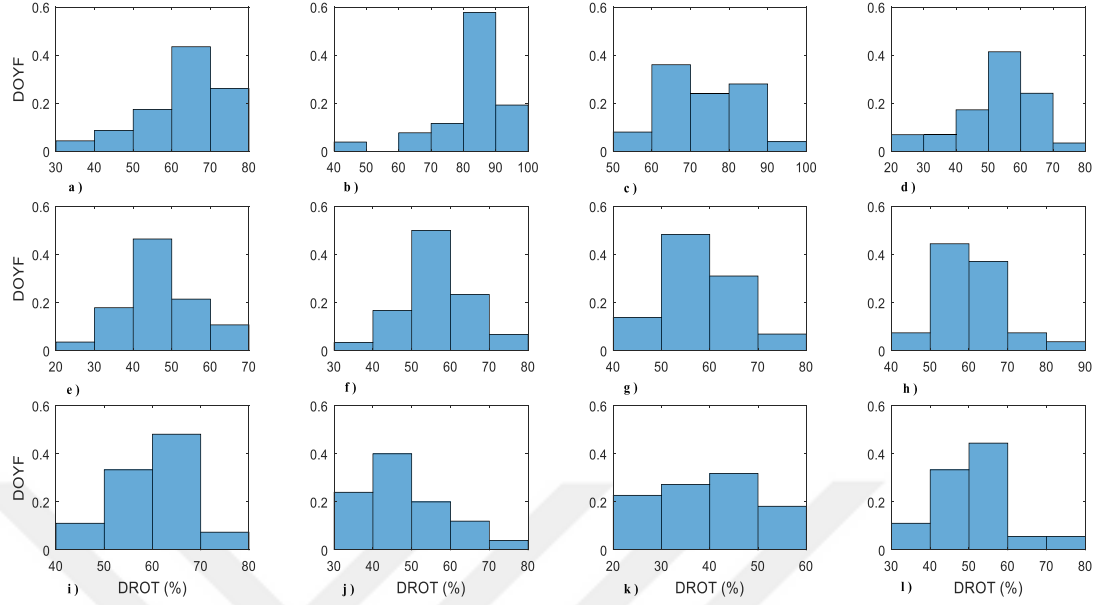 0.6 0.6 0.6 0.6
0.4 0.4 0.4 0.4
DOYF
0.2 0.2 0.2 0.2
0 0 0 0
30 40 50 60 70 80 40 50 60 70 80 90 100 50 60 70 80 90 100 20 30 40 50 60 70 80
a ) b ) c ) d )
0.6 0.6 0.6 0.6
0.4 0.4 0.4 0.4
DOYF
0.2 0.2 0.2 0.2
0 0 0 0
20 30 40 50 60 70 30 40 50 60 70 80 40 50 60 70 80 40 50 60 70 80 90
e ) f ) g ) h )
0.6 0.6 0.6 0.6
0.4 0.4 0.4 0.4
DOYF
0.2 0.2 0.2 0.2
0 0 0 0
40 50 60 70 80 30 40 50 60 70 80 20 30 40 50 60 30 40 50 60 70 80
i ) DROT (%) j ) DROT (%) k ) DROT (%) l ) DROT (%)